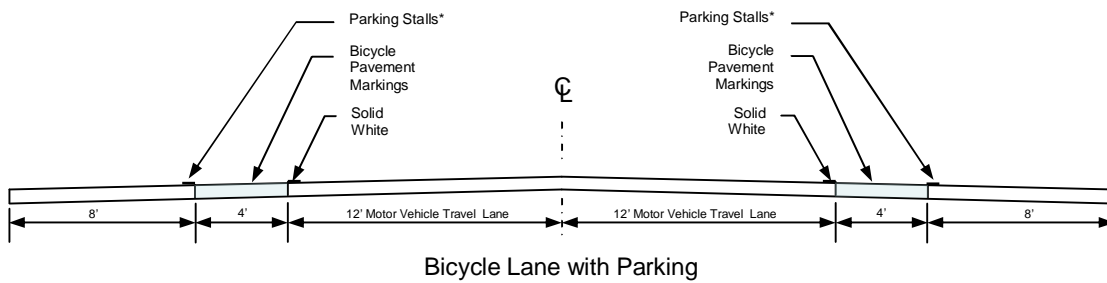 Parking Stalls*
Bicycle
Pavement
Markings
Solid
White
℄
Parking Stalls*
Bicycle
Pavement
Markings
Solid
White
8'
4'
12' Motor Vehicle Travel Lane
12' Motor Vehicle Travel Lane
4'
8'
Bicycle Lane with Parking